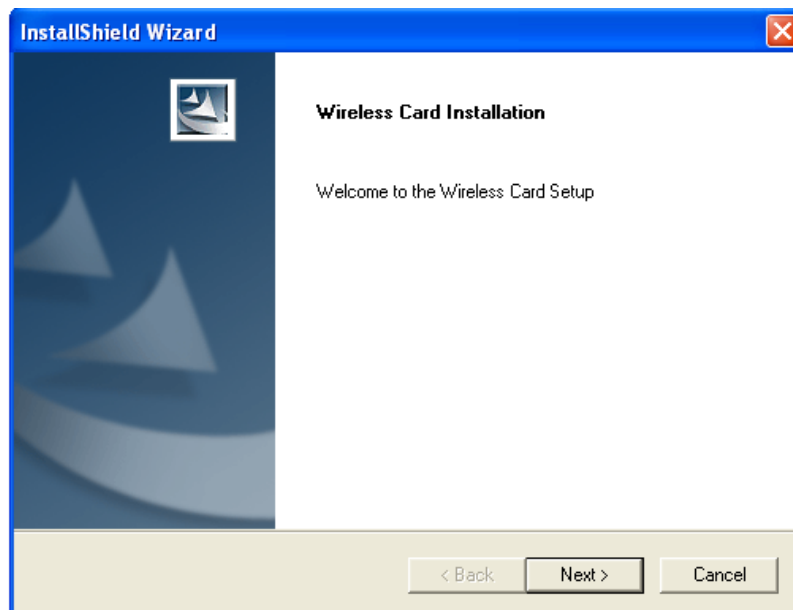 InstallShield Wizard
Wireless Card Installation
Welcome to the Wireless Card Setup
< Back Next > Cancel